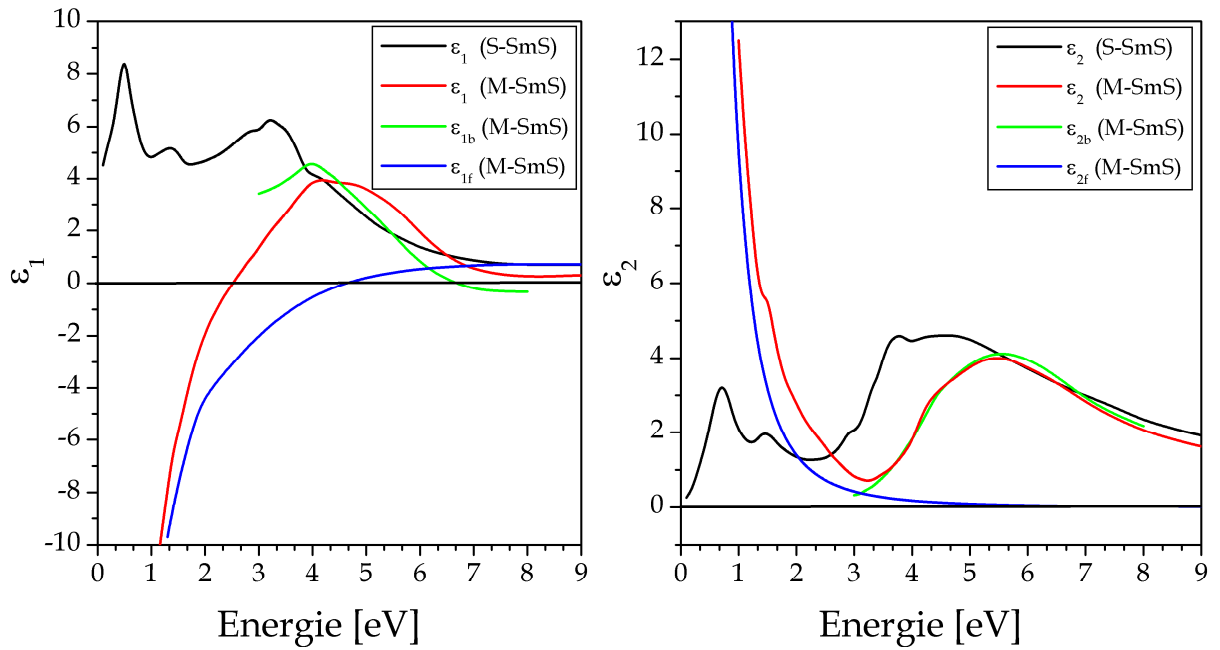 10
8
6
4
2
0
-2
-4
-6
-8
-10
ε1
0 1 2 3 4 5 6 7 8 9
Energie [eV]
ε1 (S-SmS)
ε1 (M-SmS)
ε1b (M-SmS)
ε1f (M-SmS)
12
10
8
6
4
2
0
ε2
0 1 2 3 4 5 6 7 8 9
Energie [eV]
ε2 (S-SmS)
ε2 (M-SmS)
ε2b (M-SmS)
ε2f (M-SmS)